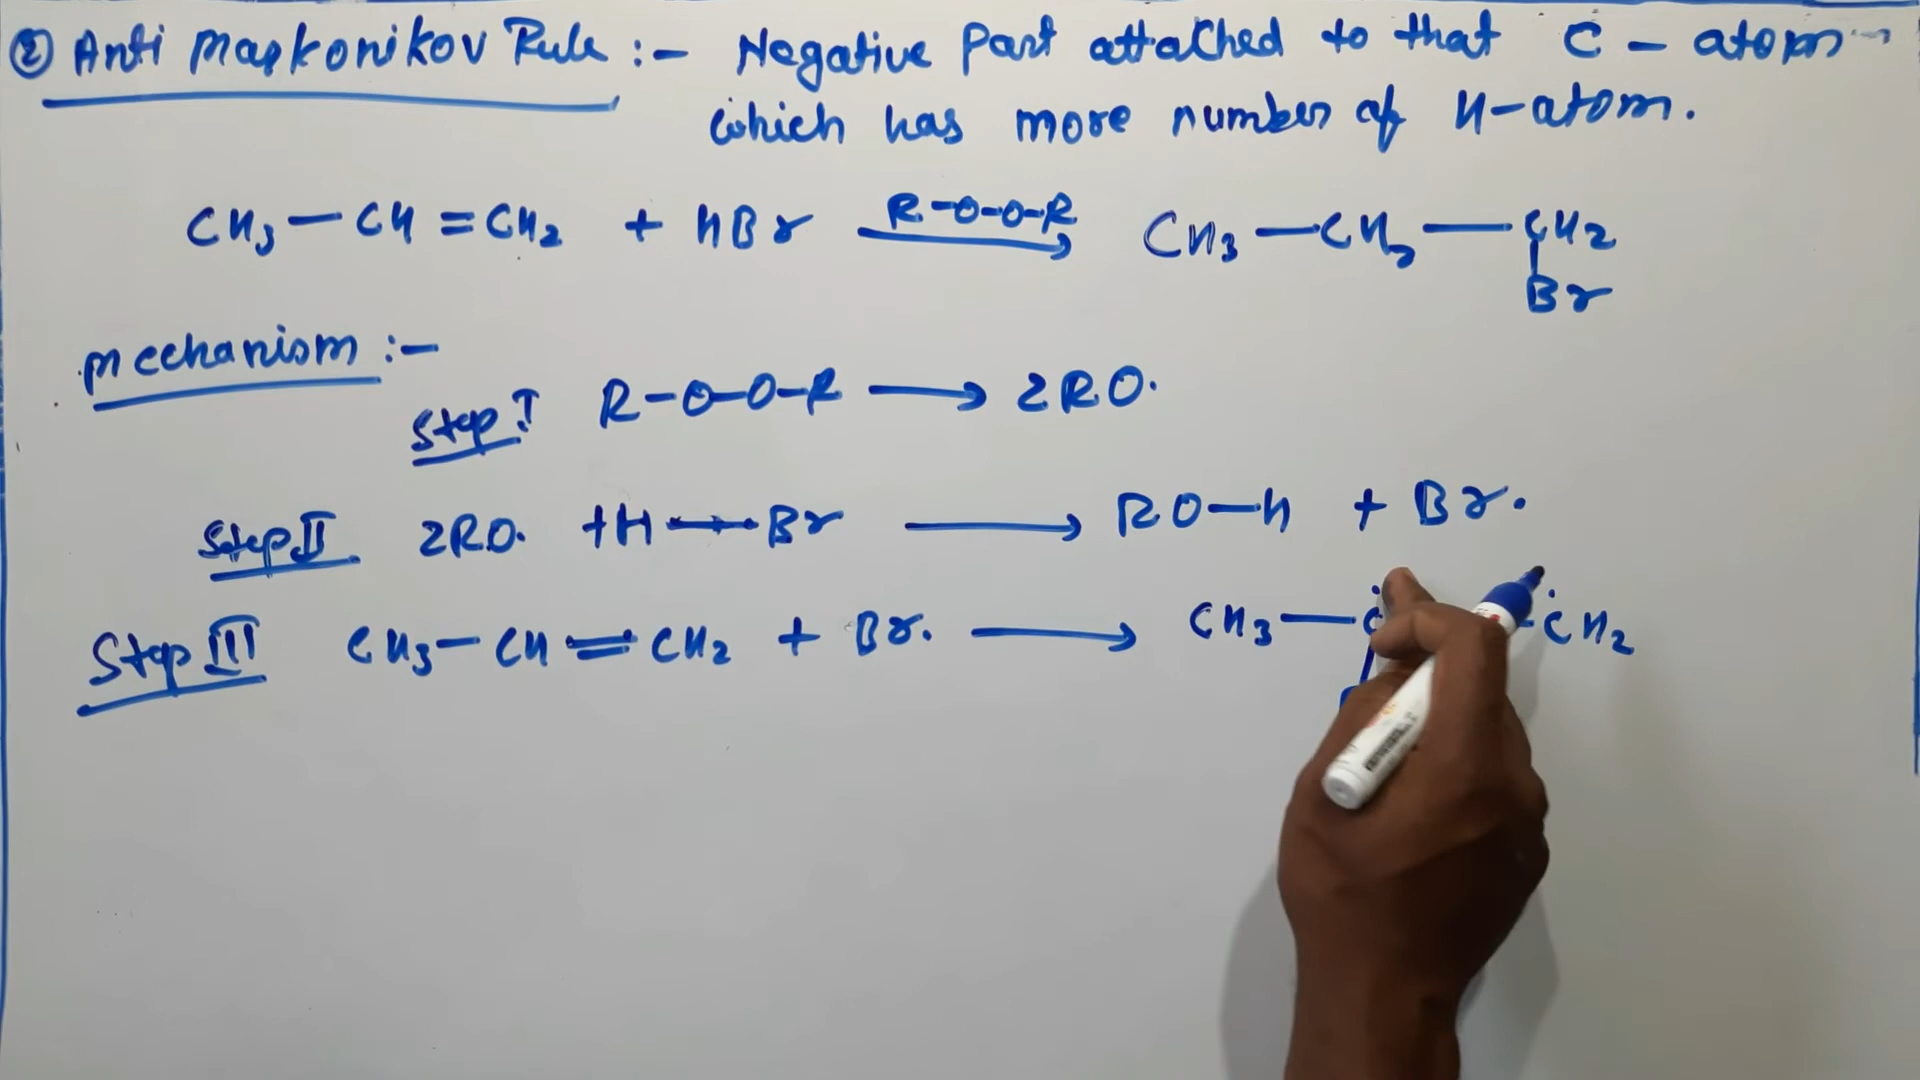 ② Anti Markonikov Rule :- Negative Part attached to that C - atom
which has more number of H-atom.
CH₃-CH=CH₂ + HBr R-O-O-R → CH₃-CH₂-CH₂
Br
mechanism :-
Step I R-O-O-R → 2RO·
Step II 2RO· + H-Br → RO-H + Br·
Step III CH₃-CH=CH₂ + Br· → CH₃-C ĊH₂